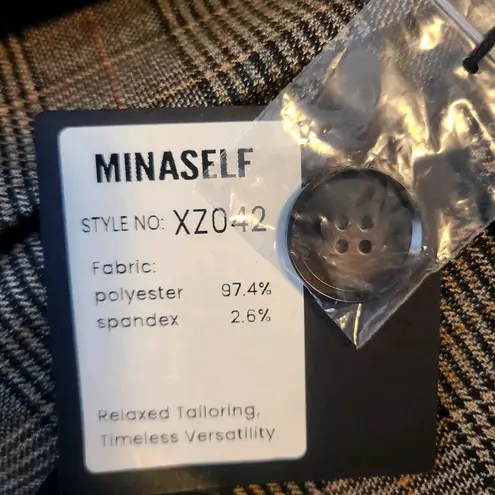 MINASELF
STYLE NO: XZ042
Fabric:
polyester 97.4%
spandex 2.6%
Relaxed Tailoring,
Timeless Versatility.